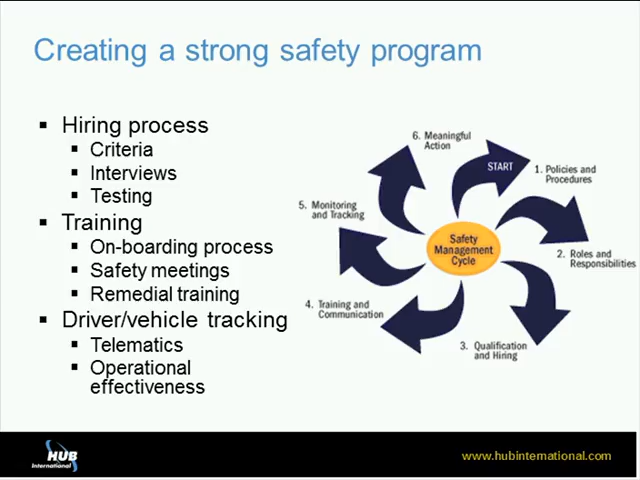 Creating a strong safety program
Hiring process
Criteria
Interviews
Testing
Training
On-boarding process
Safety meetings
Remedial training
Driver/vehicle tracking
Telematics
Operational
effectiveness
START
1. Policies and
Procedures
2. Roles and
Responsibilities
3. Qualification
and Hiring
4. Training and
Communication
5. Monitoring
and Tracking
6. Meaningful
Action
Safety
Management
Cycle
HUB
International
www.hubinternational.com